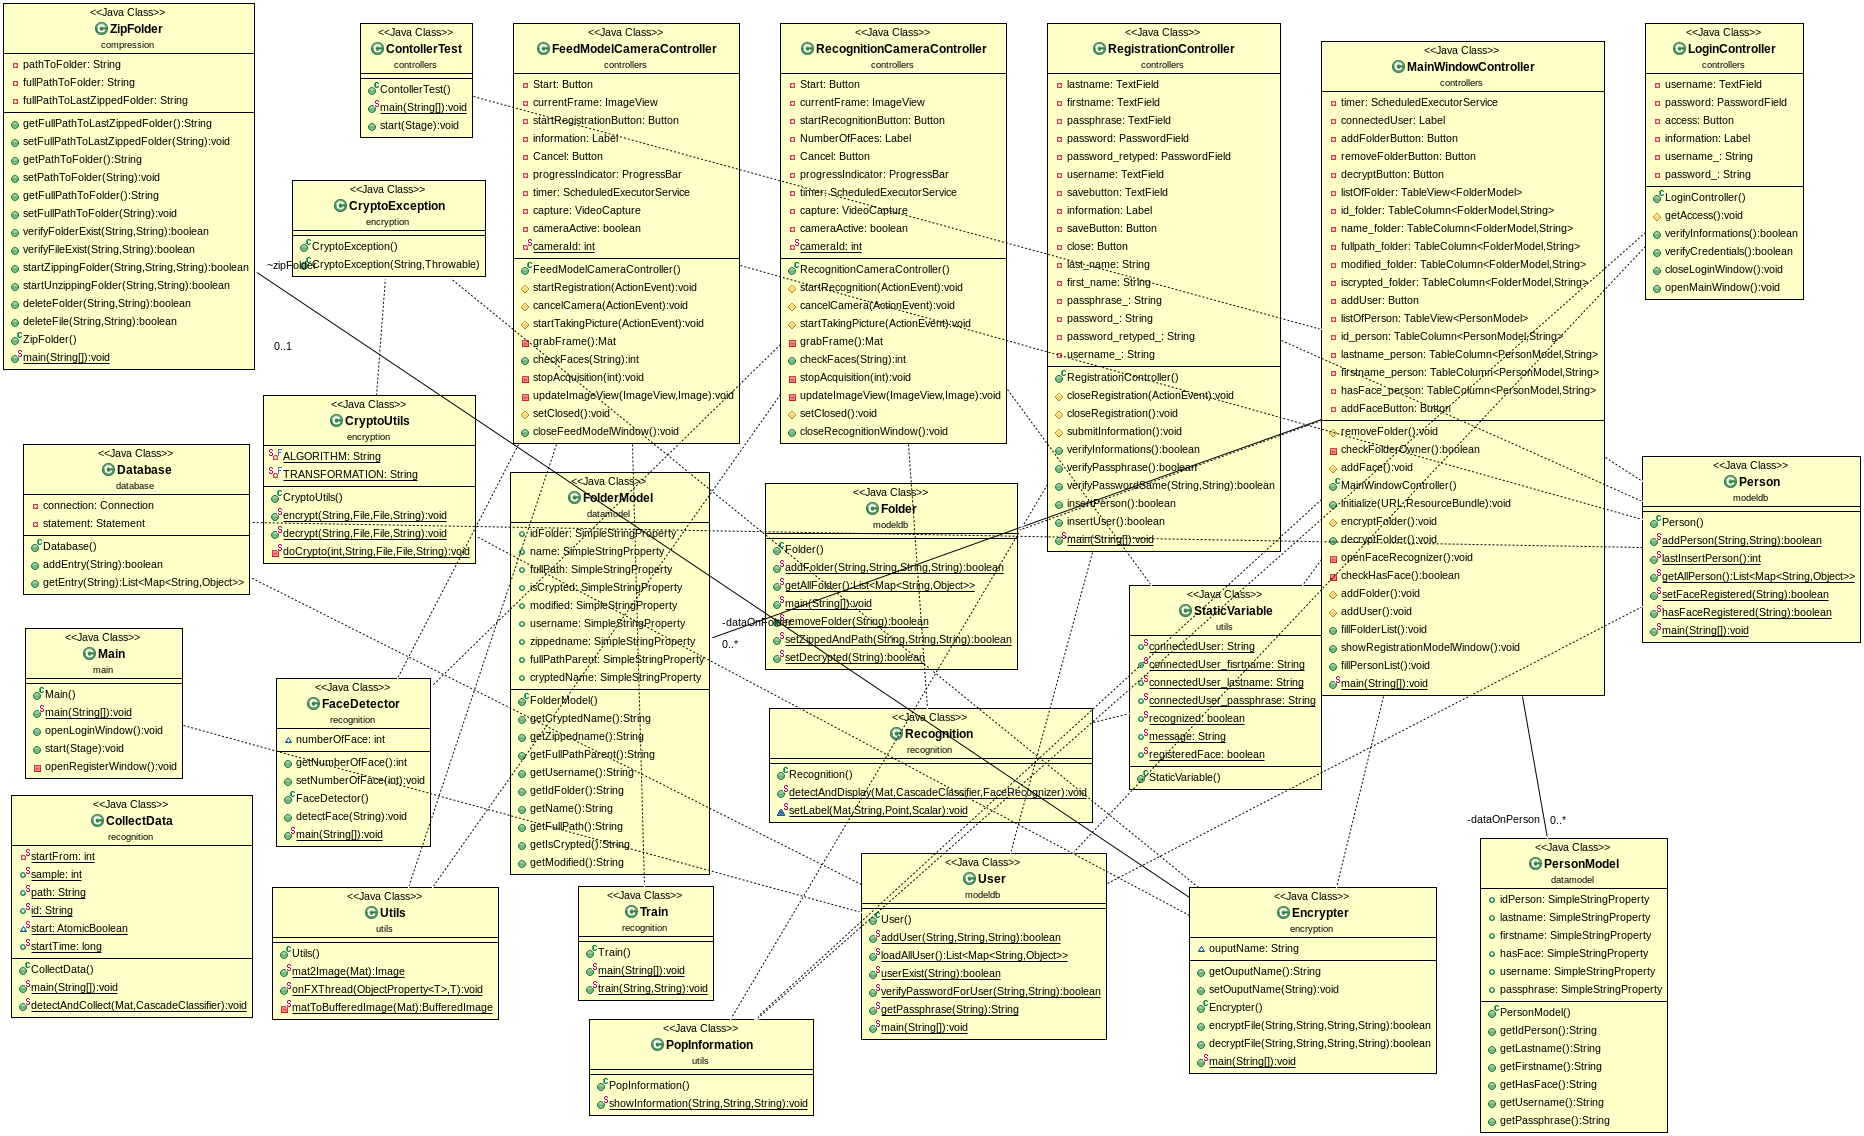 <<Java Class>>
ZipFolder
compression
pathToFolder: String
fullPathToFolder: String
fullPathToLastZippedFolder: String
getFullPathToLastZippedFolder():String
setFullPathToLastZippedFolder(String):void
getPathToFolder():String
setPathToFolder(String):void
getFullPathToFolder():String
setFullPathToFolder(String):void
verifyFolderExist(String,String):boolean
verifyFileExist(String,String):boolean
startZippingFolder(String,String,String):boolean
startUnzippingFolder(String,String):boolean
deleteFolder(String,String):boolean
deleteFile(String,String):boolean
ZipFolder()
main(String[]):void
<<Java Class>>
ContollerTest
controllers
ContollerTest()
main(String[]):void
start(Stage):void
<<Java Class>>
CryptoException
encryption
CryptoException()
CryptoException(String,Throwable)
~zipFolder
0..1
<<Java Class>>
FeedModelCameraController
controllers
Start: Button
currentFrame: ImageView
startRegistrationButton: Button
information: Label
Cancel: Button
progressIndicator: ProgressBar
timer: ScheduledExecutorService
capture: VideoCapture
cameraActive: boolean
cameraId: int
FeedModelCameraController()
startRegistration(ActionEvent):void
cancelCamera(ActionEvent):void
startTakingPicture(ActionEvent):void
grabFrame():Mat
checkFaces(String):int
stopAcquisition(int):void
updateImageView(ImageView,Image):void
setClosed():void
closeFeedModelWindow():void
<<Java Class>>
RecognitionCameraController
controllers
Start: Button
currentFrame: ImageView
startRecognitionButton: Button
NumberOfFaces: Label
Cancel: Button
progressIndicator: ProgressBar
timer: ScheduledExecutorService
capture: VideoCapture
cameraActive: boolean
cameraId: int
RecognitionCameraController()
startRecognition(ActionEvent):void
cancelCamera(ActionEvent):void
startTakingPicture(ActionEvent):void
grabFrame():Mat
checkFaces(String):int
stopAcquisition(int):void
updateImageView(ImageView,Image):void
setClosed():void
closeRecognitionWindow():void
<<Java Class>>
RegistrationController
controllers
lastname: TextField
firstname: TextField
passphrase: TextField
password: PasswordField
password_retyped: PasswordField
username: TextField
savebutton: TextField
information: Label
saveButton: Button
close: Button
last_name: String
first_name: String
passphrase_: String
password_: String
password_retyped_: String
username_: String
RegistrationController()
closeRegistration(ActionEvent):void
closeRegistration():void
submitInformation():void
verifyInformations():boolean
verifyPassphrase():boolean
verifyPasswordSame(String,String):boolean
insertPerson():boolean
insertUser():boolean
main(String[]):void
<<Java Class>>
MainWindowController
controllers
timer: ScheduledExecutorService
connectedUser: Label
addFolderButton: Button
removeFolderButton: Button
decryptButton: Button
listOfFolder: TableView<FolderModel>
id_folder: TableColumn<FolderModel,String>
name_folder: TableColumn<FolderModel,String>
fullpath_folder: TableColumn<FolderModel,String>
modified_folder: TableColumn<FolderModel,String>
iscrypted_folder: TableColumn<FolderModel,String>
addUser: Button
listOfPerson: TableView<PersonModel>
id_person: TableColumn<PersonModel,String>
lastname_person: TableColumn<PersonModel,String>
firstname_person: TableColumn<PersonModel,String>
hasFace_person: TableColumn<PersonModel,String>
addFaceButton: Button
removeFolder():void
checkFolderOwner():boolean
addFace():void
MainWindowController()
initialize(URL,ResourceBundle):void
encryptFolder():void
decryptFolder():void
openFaceRecognizer():void
checkHasFace():boolean
addFolder():void
addUser():void
fillFolderList():void
showRegistrationModelWindow():void
fillPersonList():void
main(String[]):void
<<Java Class>>
LoginController
controllers
username: TextField
password: PasswordField
access: Button
information: Label
username_: String
password_: String
LoginController()
getAccess():void
verifyInformations():boolean
verifyCredentials():boolean
closeLoginWindow():void
openMainWindow():void
<<Java Class>>
CryptoUtils
encryption
ALGORITHM: String
TRANSFORMATION: String
CryptoUtils()
encrypt(String,File,File,String):void
decrypt(String,File,File,String):void
doCrypto(int,String,File,File,String):void
<<Java Class>>
Database
database
connection: Connection
statement: Statement
Database()
addEntry(String):boolean
getEntry(String):List<Map<String,Object>>
<<Java Class>>
FolderModel
datamodel
idFolder: SimpleStringProperty
name: SimpleStringProperty
fullPath: SimpleStringProperty
isCrypted: SimpleStringProperty
modified: SimpleStringProperty
username: SimpleStringProperty
zippedname: SimpleStringProperty
fullPathParent: SimpleStringProperty
cryptedName: SimpleStringProperty
FolderModel()
getCryptedName():String
getZippedname():String
getFullPathParent():String
getUsername():String
getIdFolder():String
getName():String
getFullPath():String
getIsCrypted():String
getModified():String
-dataOnFolder
0..*
<<Java Class>>
Folder
modeldb
Folder()
addFolder(String,String,String,String):boolean
getAllFolder():List<Map<String,Object>>
main(String[]):void
removeFolder(String):boolean
setZippedAndPath(String,String,String):boolean
setDecrypted(String):boolean
<<Java Class>>
Person
modeldb
Person()
addPerson(String,String):boolean
lastInsertPerson():int
getAllPerson():List<Map<String,Object>>
setFaceRegistered(String):boolean
hasFaceRegistered(String):boolean
main(String[]):void
<<Java Class>>
StaticVariable
utils
connectedUser: String
connectedUser_fisrtname: String
connectedUser_lastname: String
connectedUser_passphrase: String
recognized: boolean
message: String
registeredFace: boolean
StaticVariable()
<<Java Class>>
Main
main
Main()
main(String[]):void
openLoginWindow():void
start(Stage):void
openRegisterWindow():void
<<Java Class>>
FaceDetector
recognition
numberOfFace: int
getNumberOfFace():int
setNumberOfFace(int):void
FaceDetector()
detectFace(String):void
main(String[]):void
<<Java Class>>
Recognition
recognition
Recognition()
detectAndDisplay(Mat,CascadeClassifier,FaceRecognizer):void
setLabel(Mat,String,Point,Scalar):void
<<Java Class>>
CollectData
recognition
startFrom: int
sample: int
path: String
id: String
start: AtomicBoolean
startTime: long
CollectData()
main(String[]):void
detectAndCollect(Mat,CascadeClassifier):void
<<Java Class>>
Utils
utils
Utils()
mat2Image(Mat):Image
onFXThread(ObjectProperty<T>,T):void
matToBufferedImage(Mat):BufferedImage
<<Java Class>>
Train
recognition
Train()
main(String[]):void
train(String,String):void
<<Java Class>>
PopInformation
utils
PopInformation()
showInformation(String,String,String):void
<<Java Class>>
User
modeldb
User()
addUser(String,String,String):boolean
loadAllUser():List<Map<String,Object>>
userExist(String):boolean
verifyPasswordForUser(String,String):boolean
getPassphrase(String):String
main(String[]):void
<<Java Class>>
Encrypter
encryption
ouputName: String
getOuputName():String
setOuputName(String):void
Encrypter()
encryptFile(String,String,String,String):boolean
decryptFile(String,String,String,String):boolean
main(String[]):void
-dataOnPerson
0..*
<<Java Class>>
PersonModel
datamodel
idPerson: SimpleStringProperty
lastname: SimpleStringProperty
firstname: SimpleStringProperty
hasFace: SimpleStringProperty
username: SimpleStringProperty
passphrase: SimpleStringProperty
PersonModel()
getIdPerson():String
getLastname():String
getFirstname():String
getHasFace():String
getUsername():String
getPassphrase():String